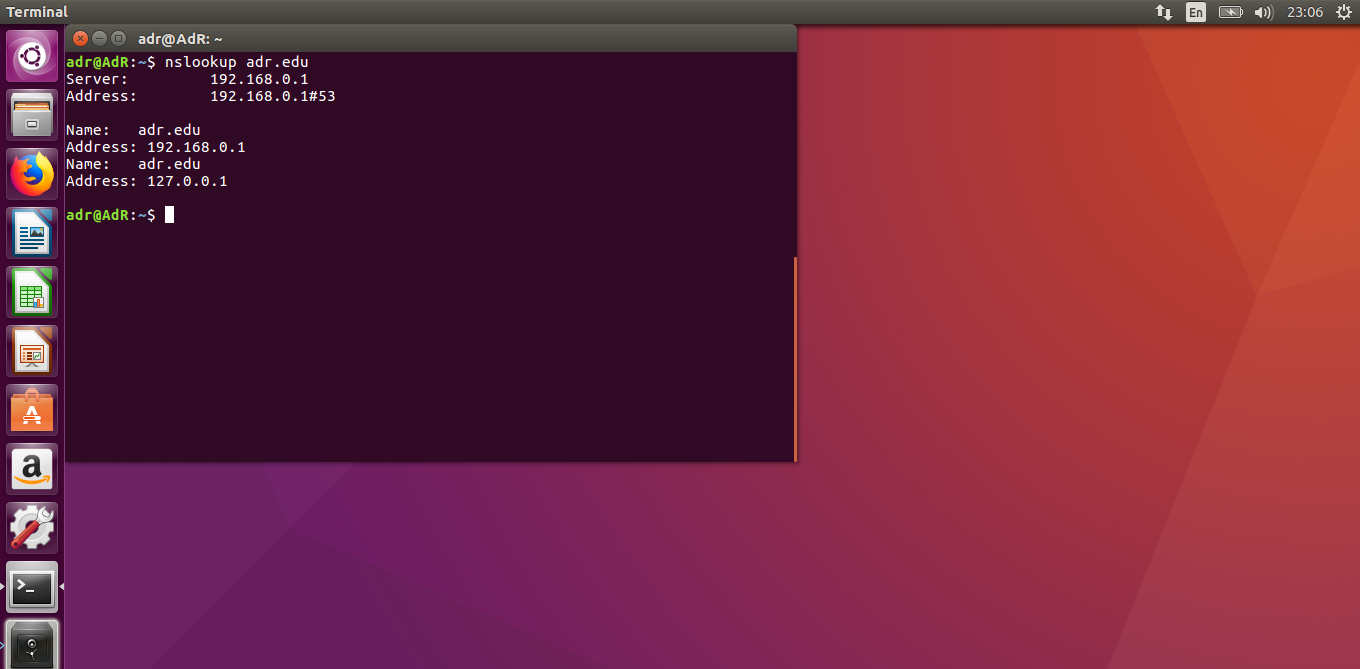 Terminal
En
23:06
adr@AdR: ~
adr@AdR:~$ nslookup adr.edu
Server:         192.168.0.1
Address:        192.168.0.1#53
Name:   adr.edu
Address: 192.168.0.1
Name:   adr.edu
Address: 127.0.0.1
adr@AdR:~$